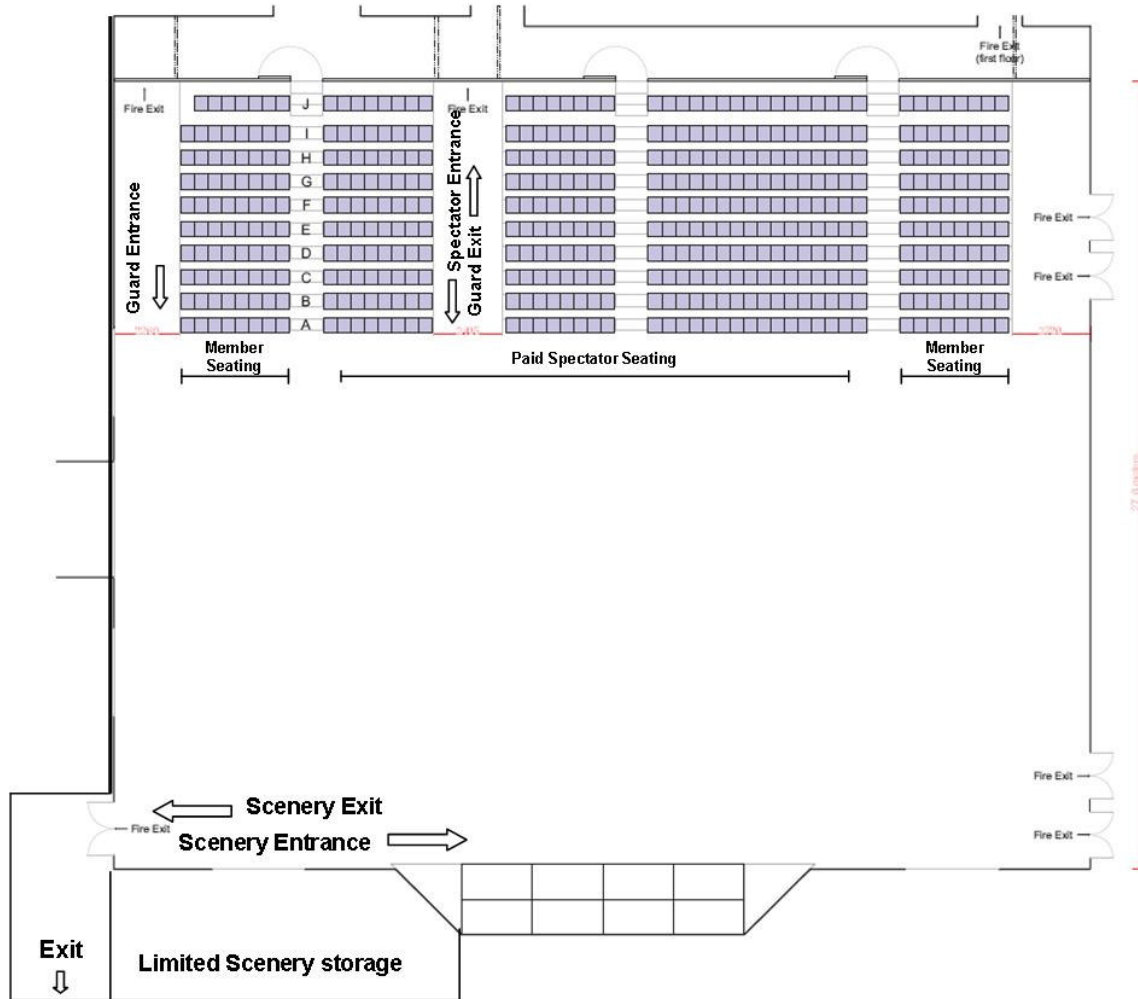 Fire Exit
(first floor)
Fire Exit
J
Fire Exit
I
H
G
F
E
D
C
B
A
Guard Entrance
Spectator Entrance
Guard Exit
Fire Exit
Fire Exit
Member
Seating
Paid Spectator Seating
Member
Seating
Fire Exit
Fire Exit
Scenery Exit
Fire Exit
Scenery Entrance
Exit
Limited Scenery storage